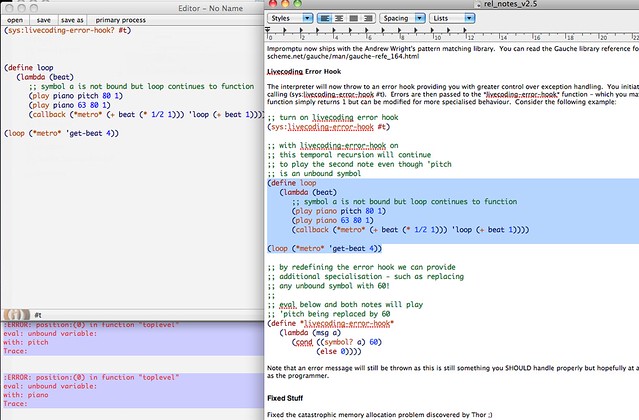 Editor - No Name
open save save as primary process
(sys:livecoding-error-hook? #t)
(define loop
(lambda (beat)
;; symbol a is not bound but loop continues to function
(play piano pitch 80 1)
(play piano 63 80 1)
(callback (*metro* (+ beat (* 1/2 1))) 'loop (+ beat 1))))
(loop (*metro* 'get-beat 4))
#t
:ERROR: position:(0) in function "toplevel"
eval: unbound variable:
with: pitch
Trace:
:ERROR: position:(0) in function "toplevel"
eval: unbound variable:
with: piano
Trace:
rel_notes_v2.5
Styles Spacing Lists
0 1 2 3 4 5 6 7 8 9 10 11 12
Impromptu now ships with the Andrew Wright's pattern matching library. You can read the Gauche library reference fo
scheme.net/gauche/man/gauche-refe_164.html
Livecoding Error Hook
The interpreter will now throw to an error hook providing you with greater control over exception handling. You initiat
calling (sys:livecoding-error-hook #t). Errors are then passed to the *livecoding-error-hook* function - which you ma
function simply returns 1 but can be modified for more specialised behaviour. Consider the following example:
;; turn on livecoding error hook
(sys:livecoding-error-hook #t)
;; with livecoding-error-hook on
;; this temporal recursion will continue
;; to play the second note even though 'pitch
;; is an unbound symbol
(define loop
(lambda (beat)
;; symbol a is not bound but loop continues to function
(play piano pitch 80 1)
(play piano 63 80 1)
(callback (*metro* (+ beat (* 1/2 1))) 'loop (+ beat 1))))
(loop (*metro* 'get-beat 4))
;; by redefining the error hook we can provide
;; additional specialisation - such as replacing
;; any unbound symbol with 60!
;;
;; eval below and both notes will play
;; 'pitch being replaced by 60
(define *livecoding-error-hook*
(lambda (msg a)
(cond ((symbol? a) 60)
(else 0))))
Note that an error message will still be thrown as this is still something you SHOULD handle properly but hopefully at a
as the programmer.
Fixed Stuff
Fixed the catastrophic memory allocation problem discovered by Thor ;)